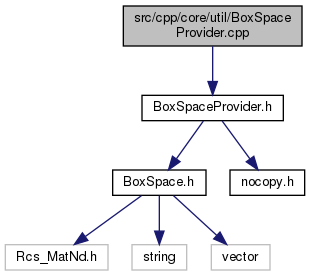 src/cpp/core/util/BoxSpace
Provider.cpp
BoxSpaceProvider.h
BoxSpace.h
nocopy.h
Rcs_MatNd.h
string
vector